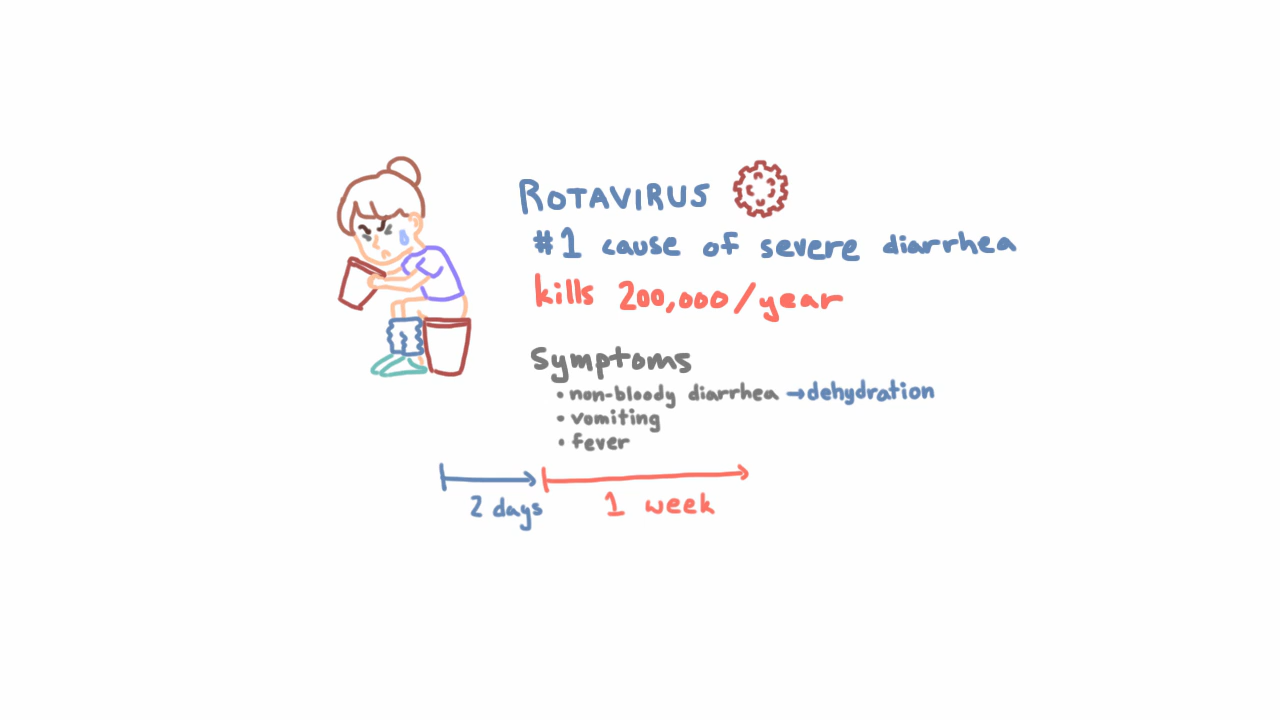 ROTAVIRUS
#1 cause of severe diarrhea
kills 200,000/year
Symptoms
• non-bloody diarrhea → dehydration
• vomiting
• fever
2 days
1 week